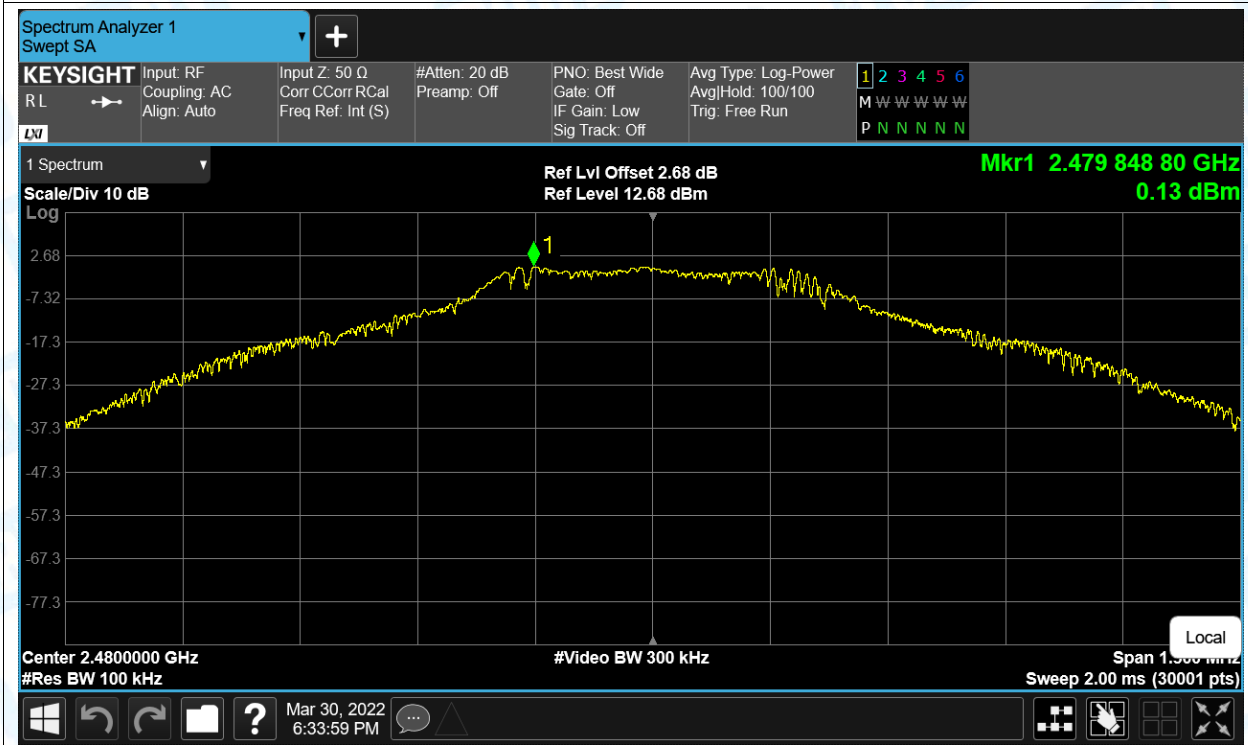 Spectrum Analyzer 1
Swept SA
KEYSIGHT
R L
LXI
Input: RF
Coupling: AC
Align: Auto
Input Z: 50 Ω
Corr CCorr RCal
Freq Ref: Int (S)
#Atten: 20 dB
Preamp: Off
PNO: Best Wide
Gate: Off
IF Gain: Low
Sig Track: Off
Avg Type: Log-Power
Avg|Hold: 100/100
Trig: Free Run
1 2 3 4 5 6
M W W W W W
P N N N N N
1 Spectrum
Scale/Div 10 dB
Log
Ref Lvl Offset 2.68 dB
Ref Level 12.68 dBm
Mkr1 2.479 848 80 GHz
0.13 dBm
1
2.68
-7.32
-17.3
-27.3
-37.3
-47.3
-57.3
-67.3
-77.3
Local
Center 2.4800000 GHz
#Video BW 300 kHz
Span
#Res BW 100 kHz
Sweep 2.00 ms (30001 pts)
?
Mar 30, 2022
6:33:59 PM